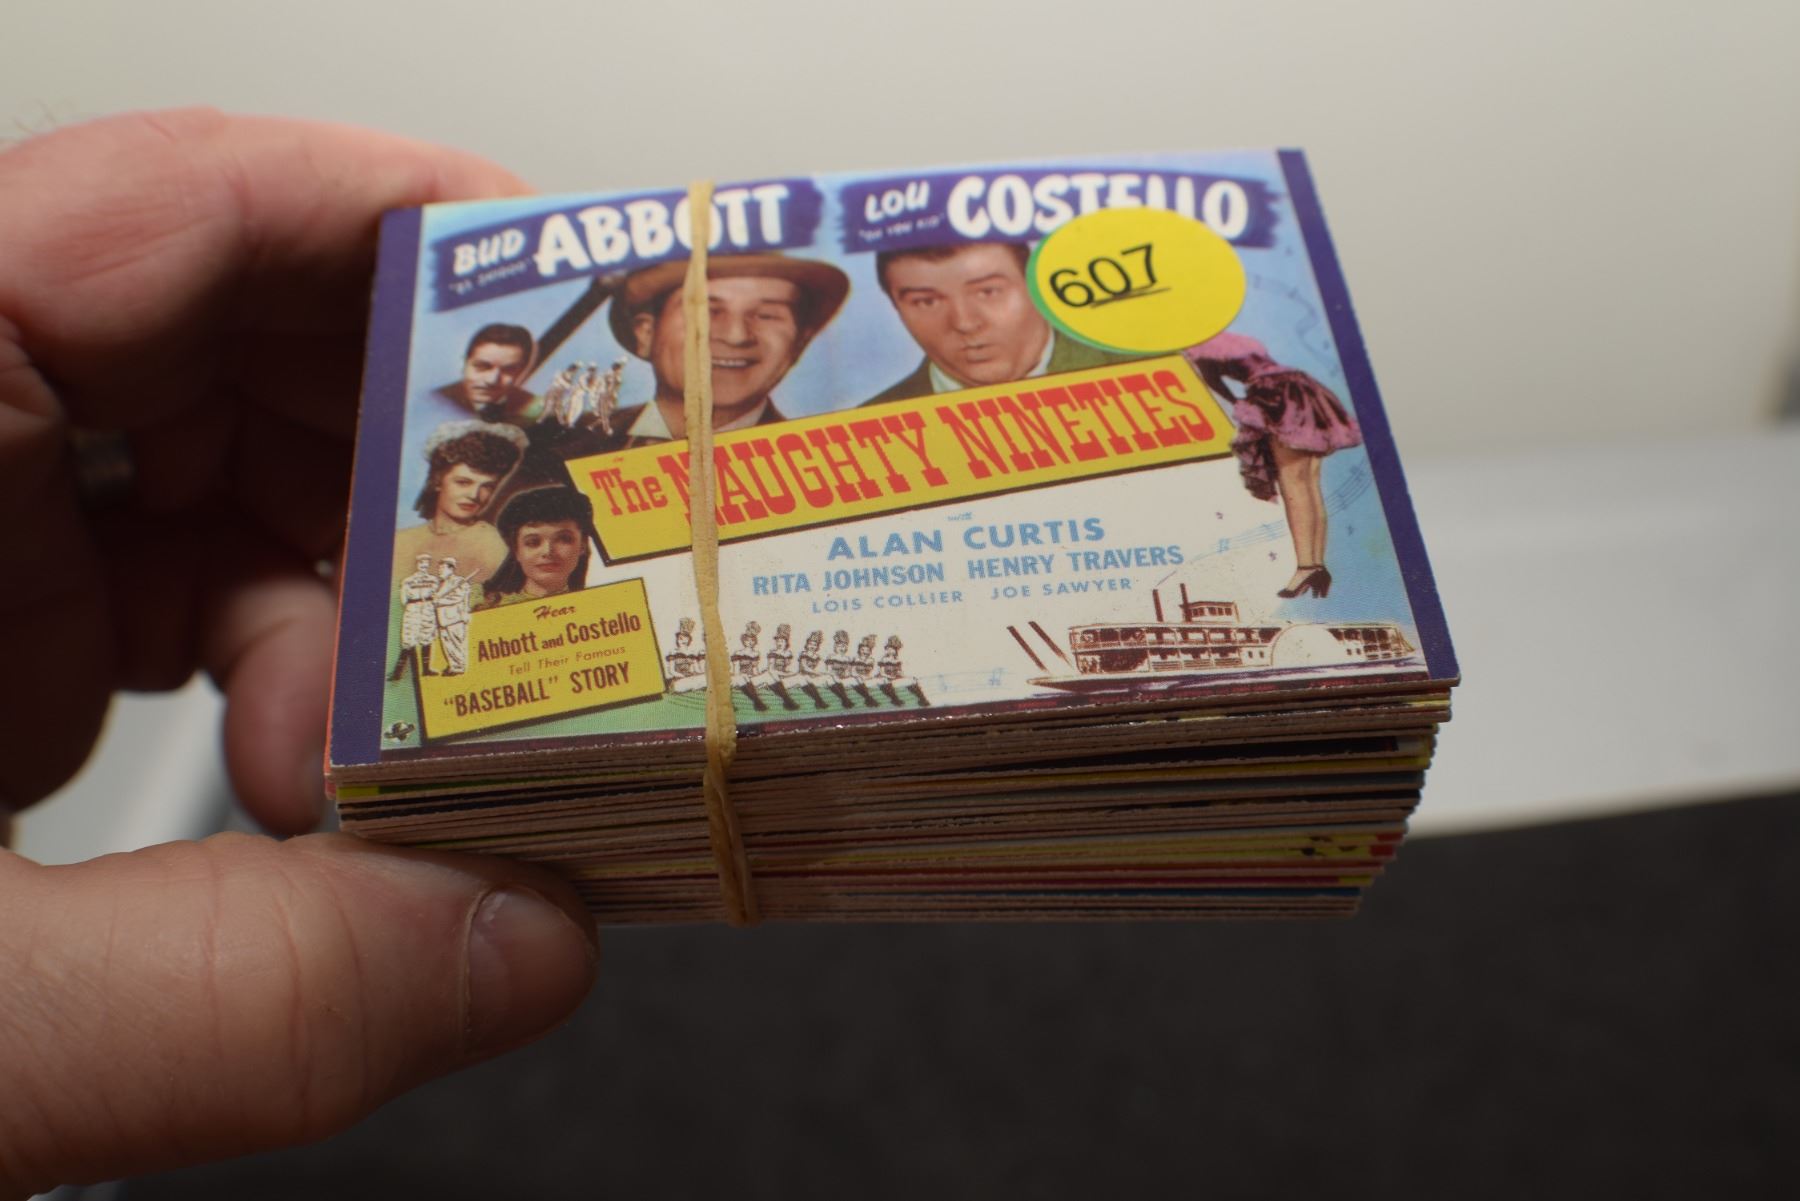 BUD ABBOTT
LOU COSTELLO
607
The NAUGHTY NINETIES
with
ALAN CURTIS
RITA JOHNSON HENRY TRAVERS
LOIS COLLIER JOE SAWYER
Hear
Abbott and Costello
Tell Their Famous
"BASEBALL" STORY